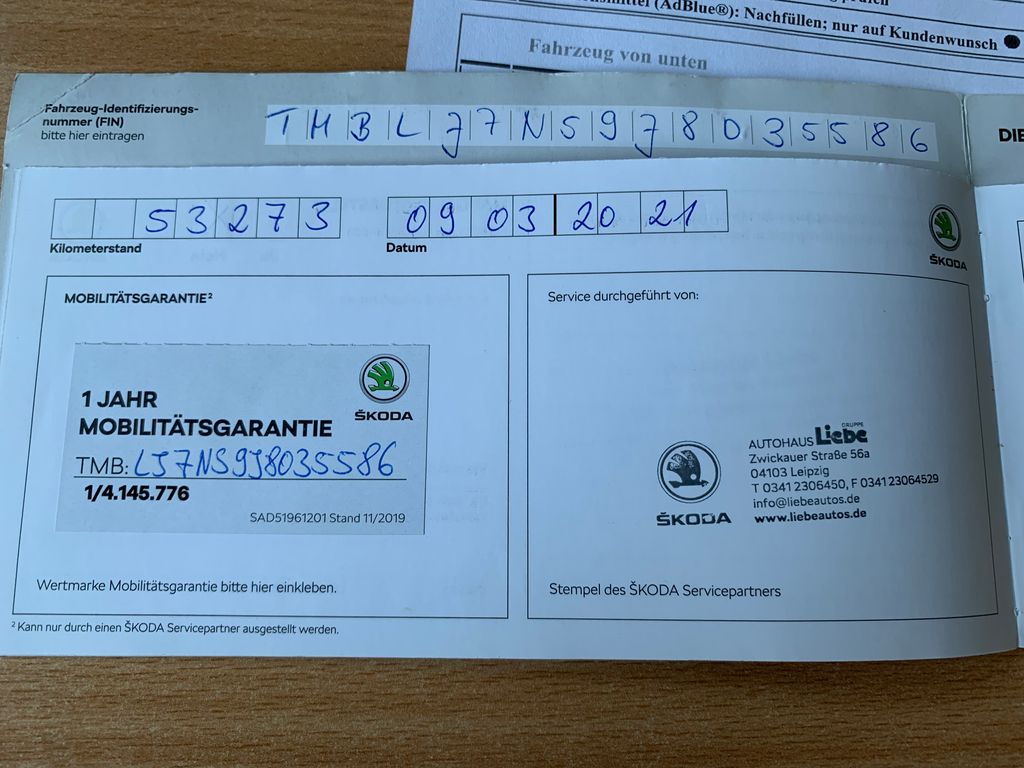 nsmittel (AdBlue®): Nachfüllen; nur auf Kundenwunsch
Fahrzeug von unten
Fahrzeug-Identifizierungs-
nummer (FIN)
bitte hier eintragen
TMBLJ7NS9J8035586
DIE
53273
09 03 20 21
Kilometerstand
Datum
ŠKODA
MOBILITÄTSGARANTIE²
1 JAHR
MOBILITÄTSGARANTIE
ŠKODA
TMB: LJ7NS9J8035586
1/4.145.776
SAD51961201 Stand 11/2019
Wertmarke Mobilitätsgarantie bitte hier einkleben.
Service durchgeführt von:
ŠKODA
AUTOHAUS Liebe GRUPPE
Zwickauer Straße 56a
04103 Leipzig
T 0341 2306450, F 0341 23064529
info@liebeautos.de
www.liebeautos.de
Stempel des ŠKODA Servicepartners
² Kann nur durch einen ŠKODA Servicepartner ausgestellt werden.